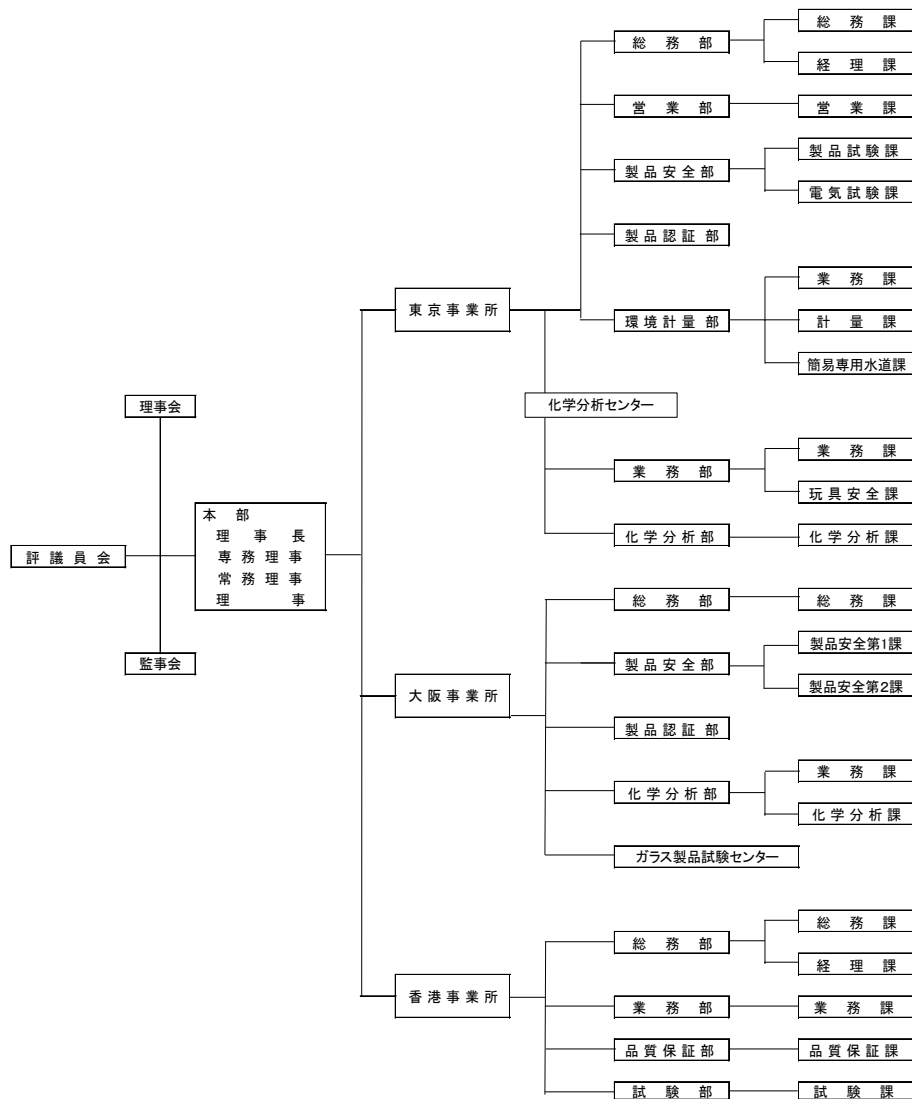 総務課
総務部
経理課
営業部
営業課
製品試験課
製品安全部
電気試験課
製品認証部
業務課
東京事業所
環境計量部
計量課
簡易専用水道課
理事会
化学分析センター
業務課
業務部
玩具安全課
本部
理事長
専務理事
常務理事
理事
評議員会
化学分析部
化学分析課
総務部
総務課
監事会
製品安全第1課
製品安全部
製品安全第2課
大阪事業所
製品認証部
業務課
化学分析部
化学分析課
ガラス製品試験センター
総務課
総務部
経理課
香港事業所
業務部
業務課
品質保証部
品質保証課
試験部
試験課